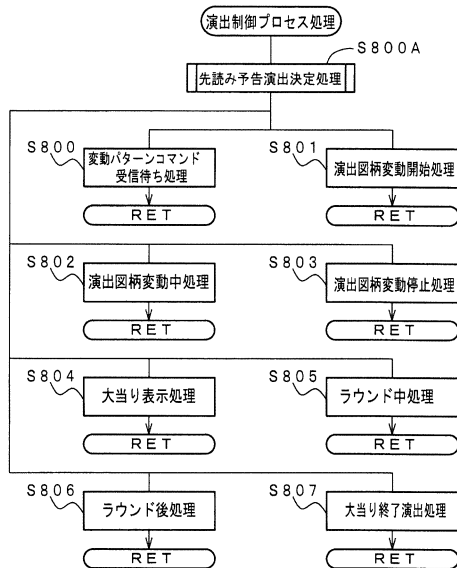 演出制御プロセス処理
S800A
先読み予告演出決定処理
S800
変動パターンコマンド
受信待ち処理
RET
S801
演出図柄変動開始処理
RET
S802
演出図柄変動中処理
RET
S803
演出図柄変動停止処理
RET
S804
大当り表示処理
RET
S805
ラウンド中処理
RET
S806
ラウンド後処理
RET
S807
大当り終了演出処理
RET